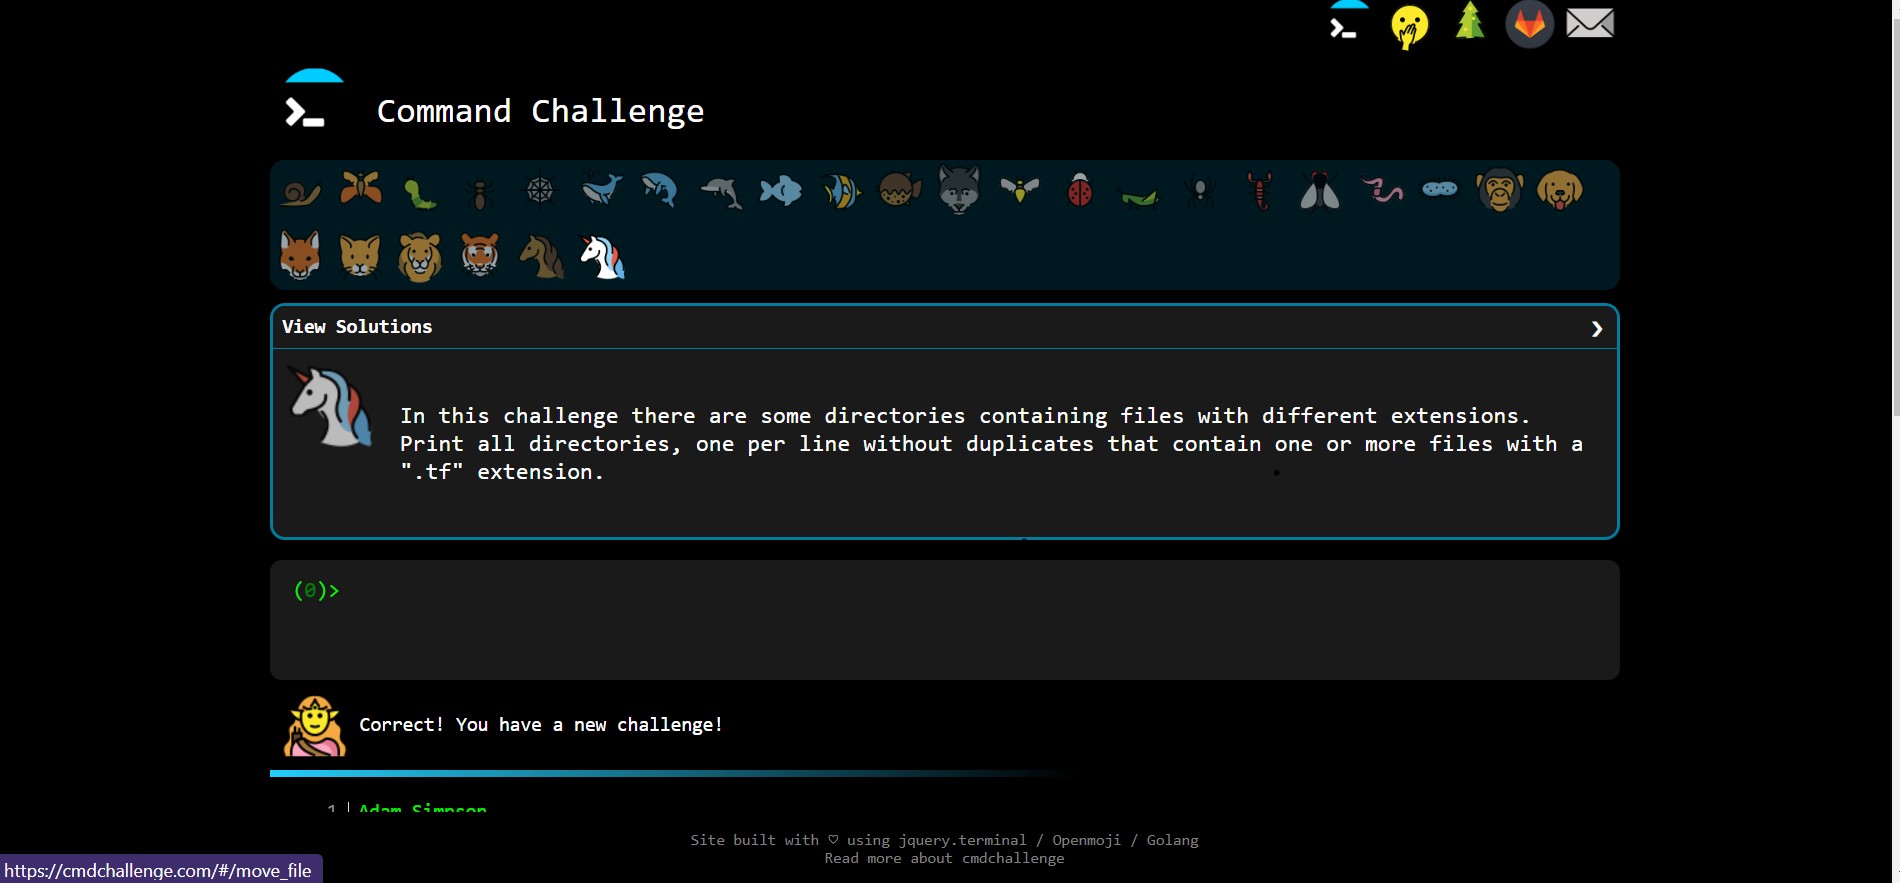 Command Challenge
View Solutions
In this challenge there are some directories containing files with different extensions.
Print all directories, one per line without duplicates that contain one or more files with a
".tf" extension.
(0)>
Correct! You have a new challenge!
1 Adam Simpson
Site built with ♡ using jquery.terminal / Openmoji / Golang
Read more about cmdchallenge
https://cmdchallenge.com/#/move_file